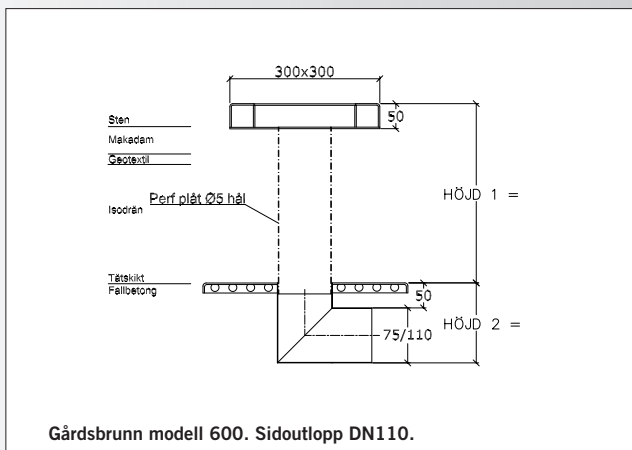 300x300
50
Sten
Makadam
Geotextil
HÖJD 1 =
Perf plåt Ø5 hål
Isodrän
Tätskikt
Fallbetong
50
HÖJD 2 =
75/110
Gårdsbrunn modell 600. Sidoutlopp DN110.